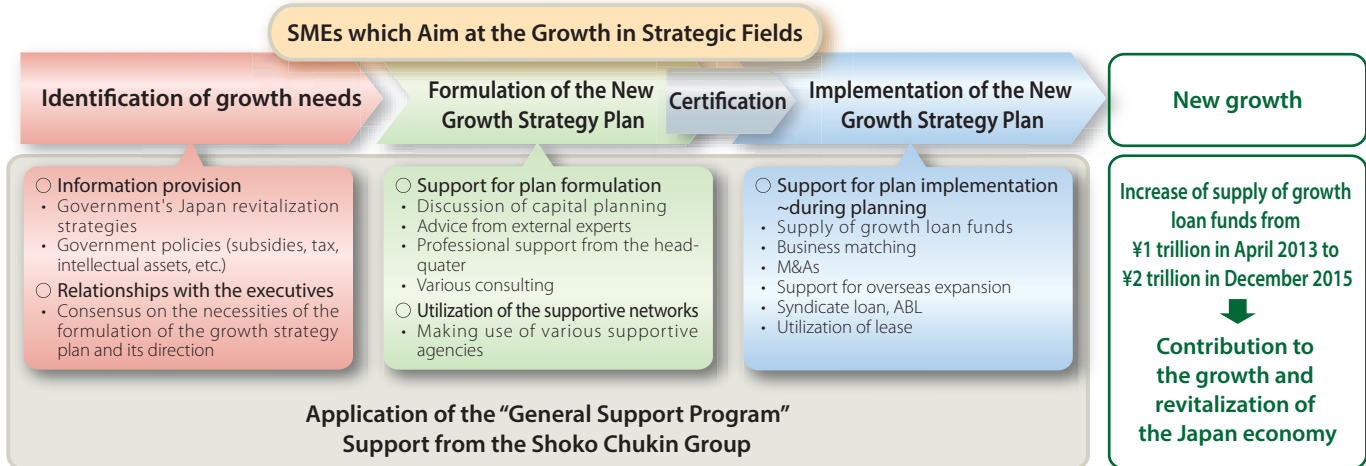 SMEs which Aim at the Growth in Strategic Fields
Identification of growth needs
Formulation of the New
Growth Strategy Plan
Certification
Implementation of the New
Growth Strategy Plan
New growth
○ Information provision
・ Government's Japan revitalization
strategies
・ Government policies (subsidies, tax,
intellectual assets, etc.)
○ Relationships with the executives
・ Consensus on the necessities of the
formulation of the growth strategy
plan and its direction
○ Support for plan formulation
・ Discussion of capital planning
・ Advice from external experts
・ Professional support from the head-
quater
・ Various consulting
○ Utilization of the supportive networks
・ Making use of various supportive
agencies
○ Support for plan implementation
~during planning
・ Supply of growth loan funds
・ Business matching
・ M&As
・ Support for overseas expansion
・ Syndicate loan, ABL
・ Utilization of lease
Application of the “General Support Program”
Support from the Shoko Chukin Group
Increase of supply of growth
loan funds from
¥1 trillion in April 2013 to
¥2 trillion in December 2015
Contribution to
the growth and
revitalization of
the Japan economy